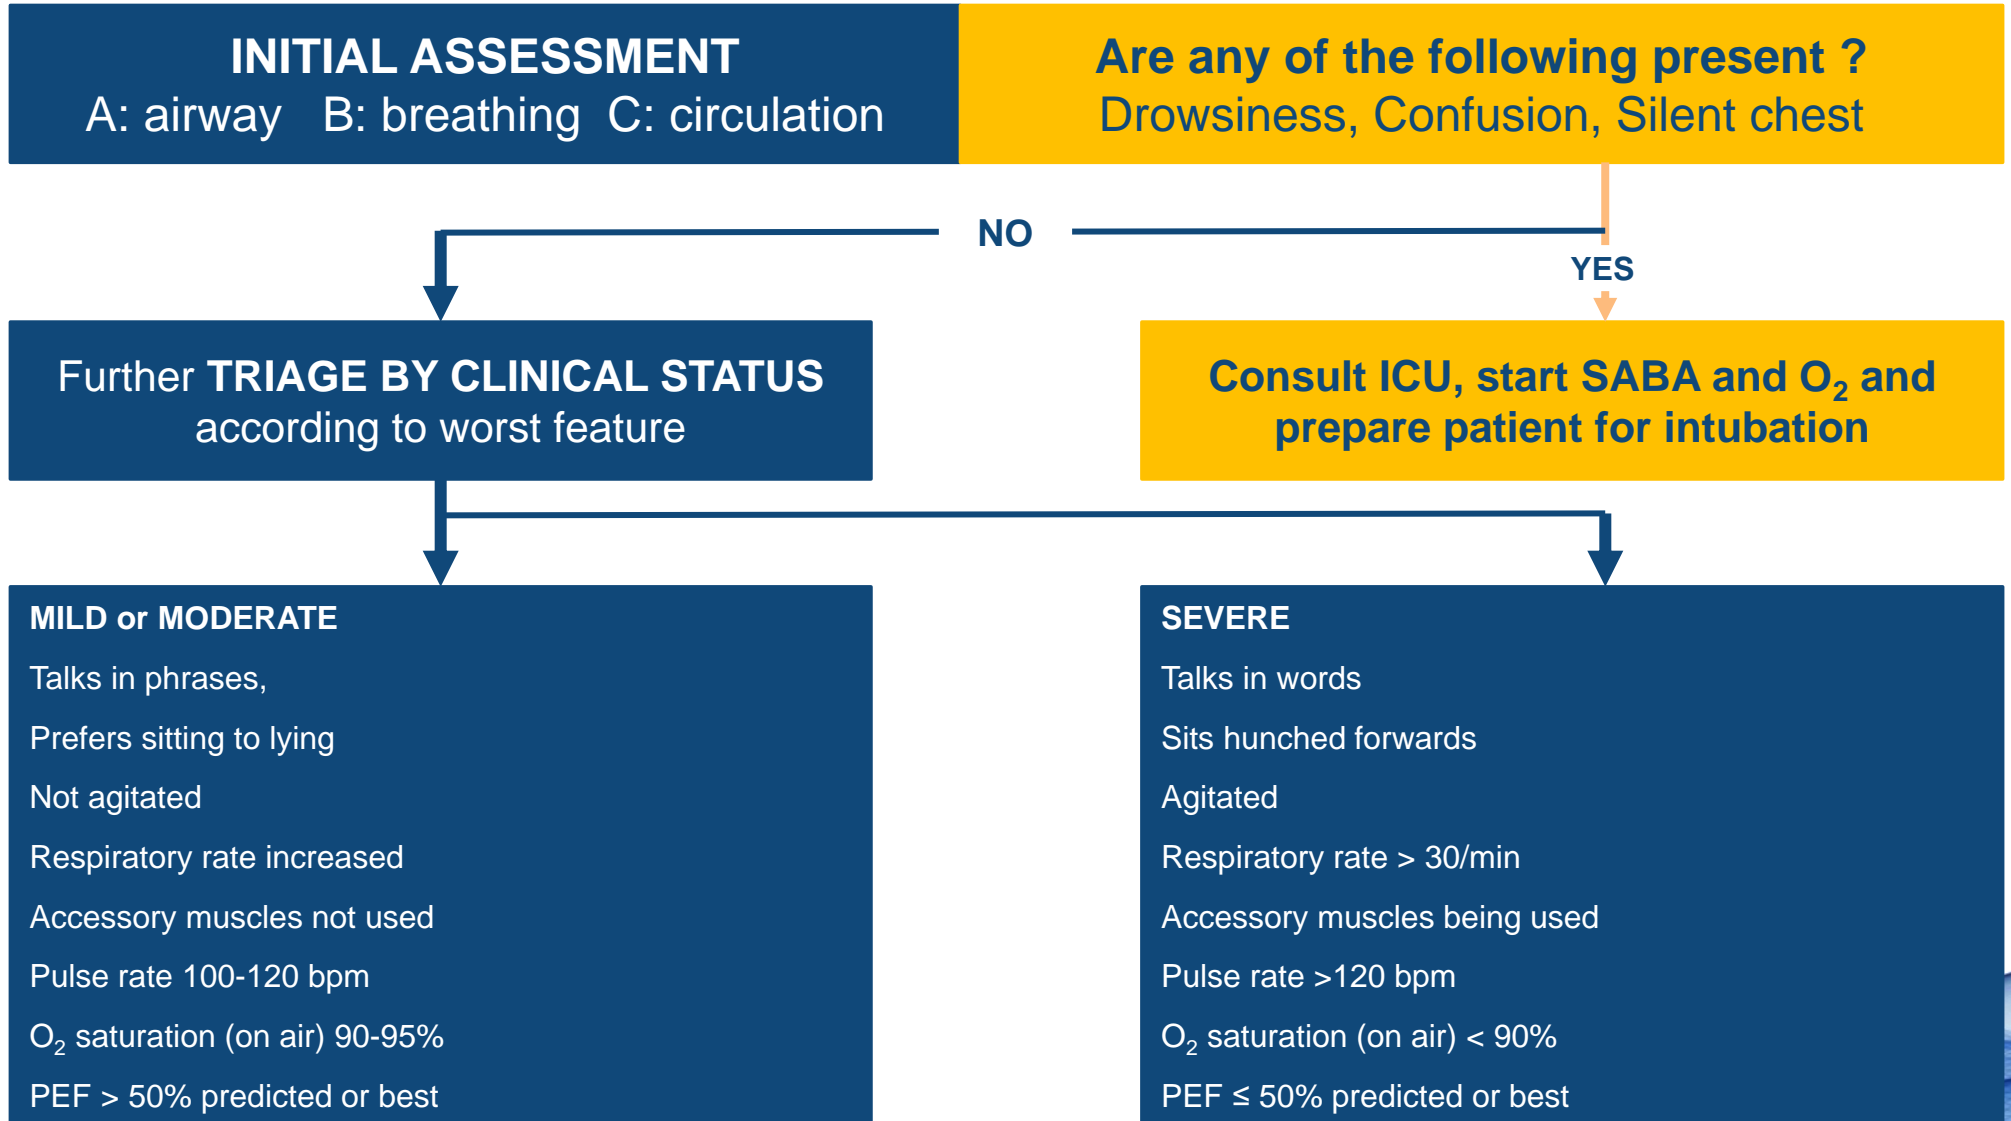 INITIAL ASSESSMENT
A: airway B: breathing C: circulation
Are any of the following present ?
Drowsiness, Confusion, Silent chest
NO
YES
Further TRIAGE BY CLINICAL STATUS
according to worst feature
Consult ICU, start SABA and O₂ and
prepare patient for intubation
MILD or MODERATE
Talks in phrases,
Prefers sitting to lying
Not agitated
Respiratory rate increased
Accessory muscles not used
Pulse rate 100-120 bpm
O₂ saturation (on air) 90-95%
PEF > 50% predicted or best
SEVERE
Talks in words
Sits hunched forwards
Agitated
Respiratory rate > 30/min
Accessory muscles being used
Pulse rate >120 bpm
O₂ saturation (on air) < 90%
PEF ≤ 50% predicted or best